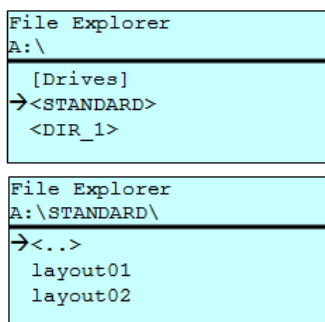 File Explorer
A:\
[Drives]
→<STANDARD>
<DIR_1>
File Explorer
A:\STANDARD\
→<..>
layout01
layout02